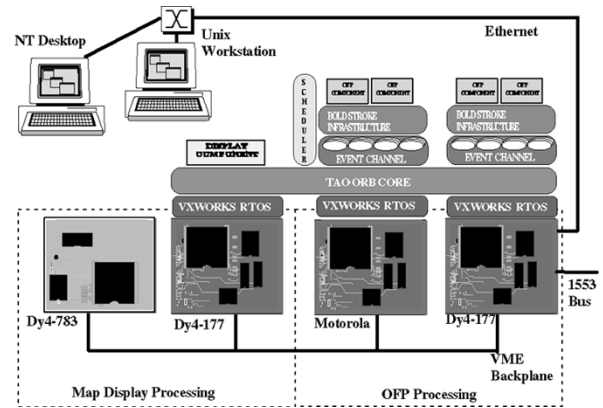 NT Desktop
Unix
Workstation
Ethernet
SCHEDULER
OFP
COMPONENT
OFP
COMPONENT
OFP
COMPONENT
OFP
COMPONENT
BOLD STROKE
INFRASTRUCTURE
BOLD STROKE
INFRASTRUCTURE
DISPLAY
COMPONENT
EVENT CHANNEL
EVENT CHANNEL
TAO ORB CORE
VXWORKS RTOS
VXWORKS RTOS
VXWORKS RTOS
1553
Bus
Dy4-783
Dy4-177
Motorola
Dy4-177
VME
Backplane
Map Display Processing
OFP Processing